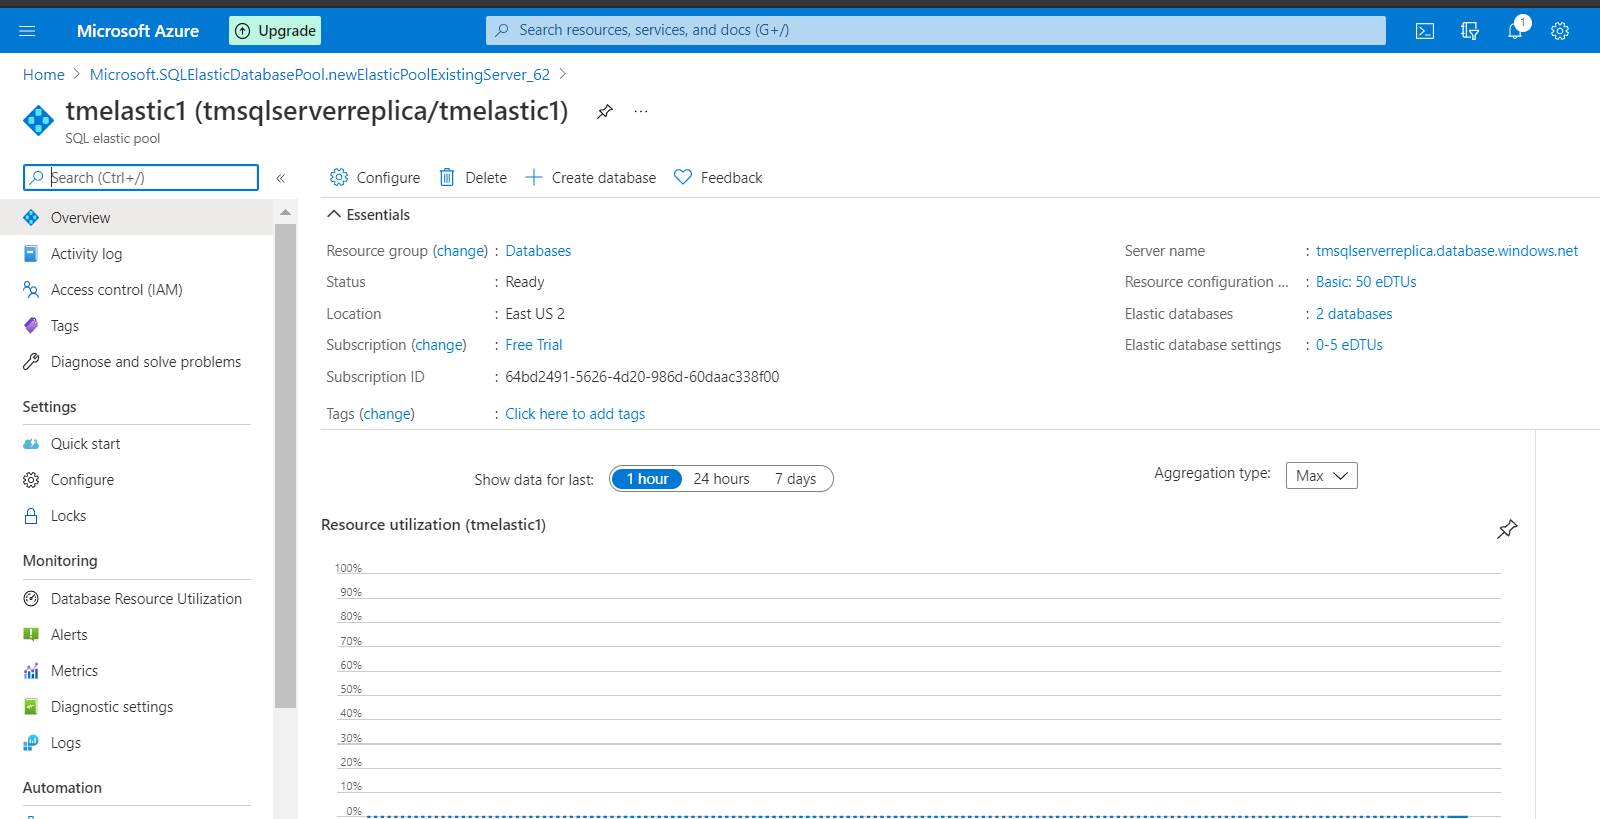 Microsoft Azure
Upgrade
Search resources, services, and docs (G+/)
1
Home > Microsoft.SQLElasticDatabasePool.newElasticPoolExistingServer_62 >
tmelastic1 (tmsqlserverreplica/tmelastic1) ...
SQL elastic pool
Search (Ctrl+/)
«
Overview
Activity log
Access control (IAM)
Tags
Diagnose and solve problems
Settings
Quick start
Configure
Locks
Monitoring
Database Resource Utilization
Alerts
Metrics
Diagnostic settings
Logs
Automation
Configure Delete Create database Feedback
Essentials
Resource group (change) : Databases
Status : Ready
Location : East US 2
Subscription (change) : Free Trial
Subscription ID : 64bd2491-5626-4d20-986d-60daac338f00
Tags (change) : Click here to add tags
Server name : tmsqlserverreplica.database.windows.net
Resource configuration ... : Basic: 50 eDTUs
Elastic databases : 2 databases
Elastic database settings : 0-5 eDTUs
Show data for last: 1 hour 24 hours 7 days
Aggregation type: Max
Resource utilization (tmelastic1)
100%
90%
80%
70%
60%
50%
40%
30%
20%
10%
0%